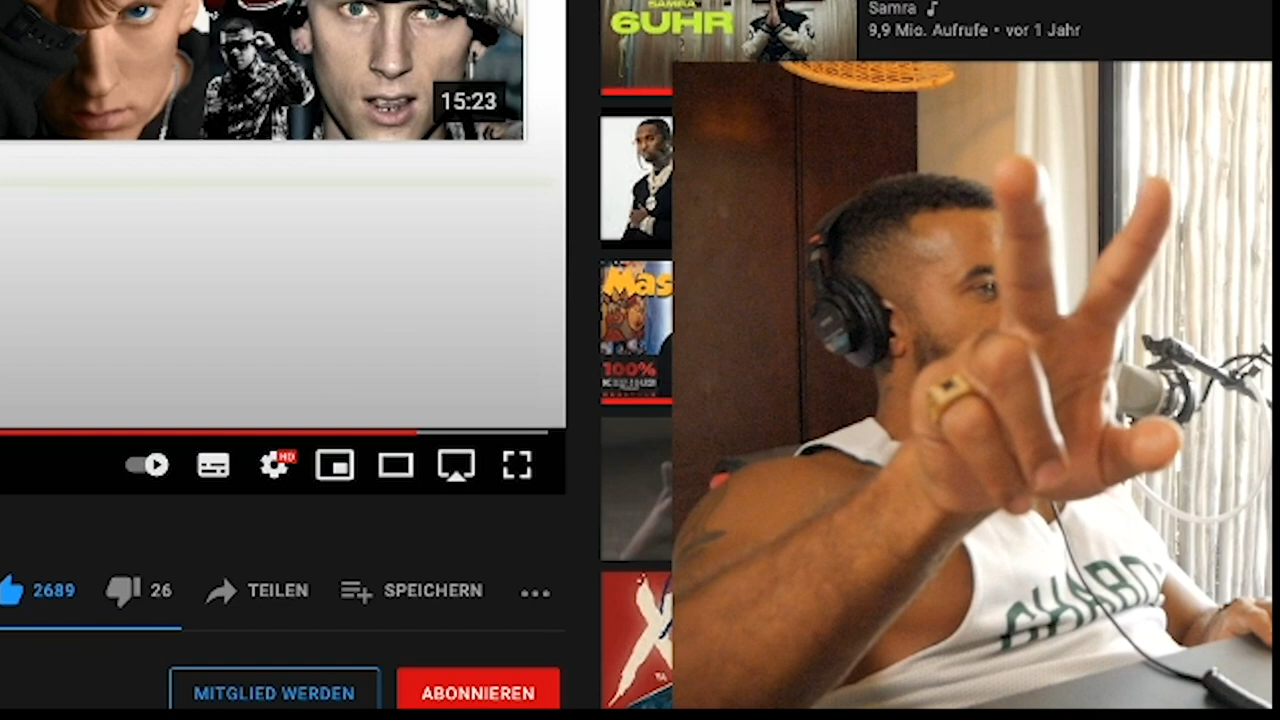 Samra
SAMRA
6UHR
9,9 Mio. Aufrufe • vor 1 Jahr
15:23
Mas
100%
HD
2689
26
TEILEN
SPEICHERN
MITGLIED WERDEN
ABONNIEREN